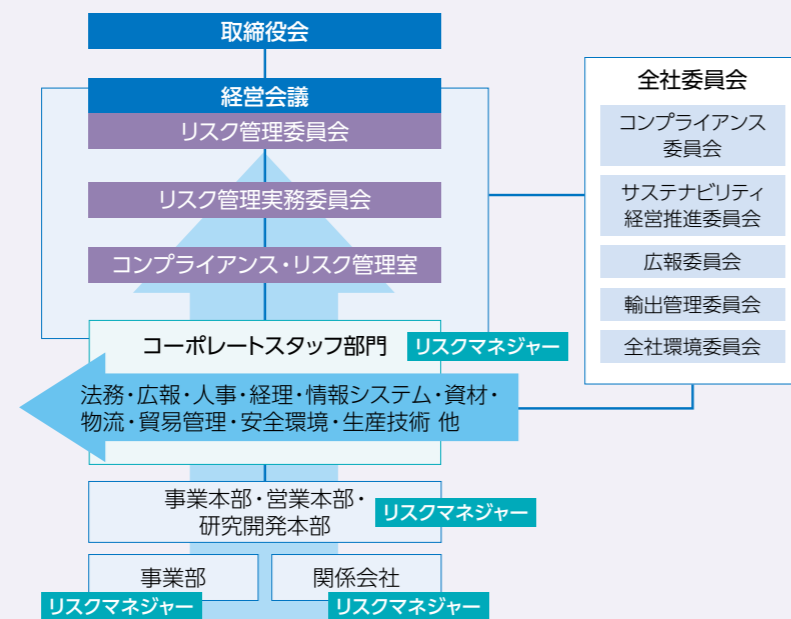 取締役会
経営会議
リスク管理委員会
リスク管理実務委員会
コンプライアンス・リスク管理室
コーポレートスタッフ部門
リスクマネジャー
法務・広報・人事・経理・情報システム・資材・
物流・貿易管理・安全環境・生産技術 他
事業本部・営業本部・
研究開発本部
リスクマネジャー
事業部
リスクマネジャー
関係会社
リスクマネジャー
全社委員会
コンプライアンス
委員会
サステナビリティ
経営推進委員会
広報委員会
輸出管理委員会
全社環境委員会